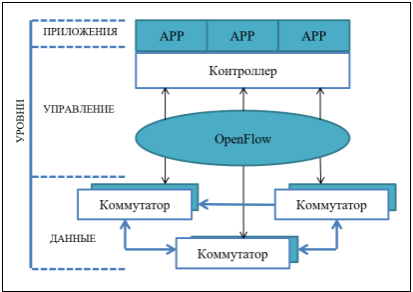 ПРИЛОЖЕНИЯ
APP APP APP
Контроллер
УРОВНИ
УПРАВЛЕНИЕ
OpenFlow
Коммутатор Коммутатор
ДАННЫЕ
Коммутатор